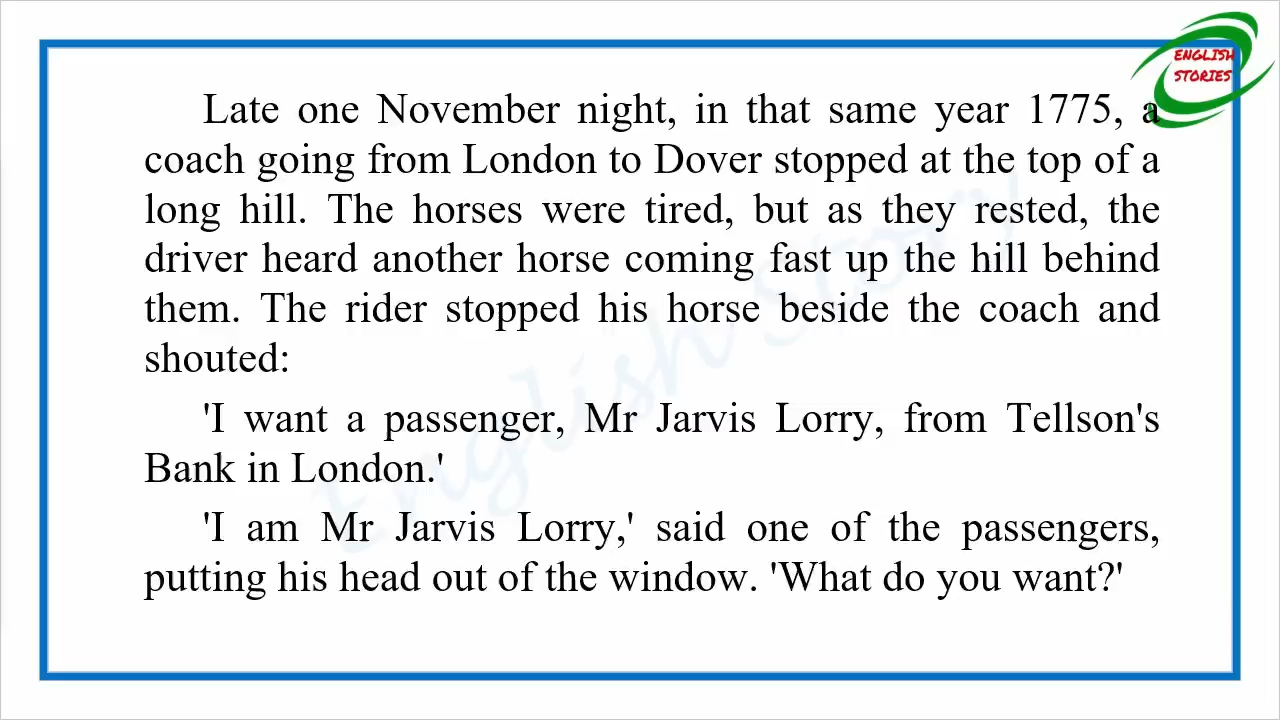 ENGLISH
STORIES
Late one November night, in that same year 1775, a
coach going from London to Dover stopped at the top of a
long hill. The horses were tired, but as they rested, the
driver heard another horse coming fast up the hill behind
them. The rider stopped his horse beside the coach and
shouted:
'I want a passenger, Mr Jarvis Lorry, from Tellson's
Bank in London.'
'I am Mr Jarvis Lorry,' said one of the passengers,
putting his head out of the window. 'What do you want?'
English Story